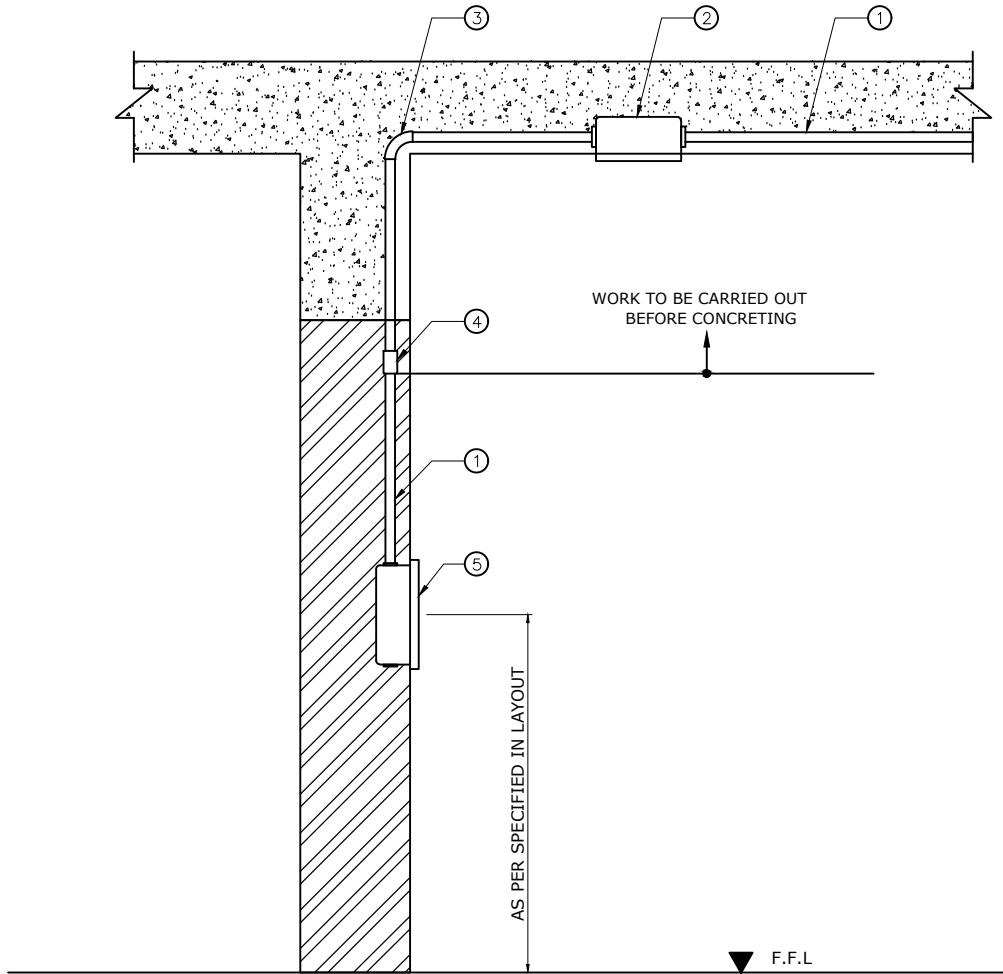 3
2
1
WORK TO BE CARRIED OUT
BEFORE CONCRETING
4
1
5
AS PER SPECIFIED IN LAYOUT
F.F.L